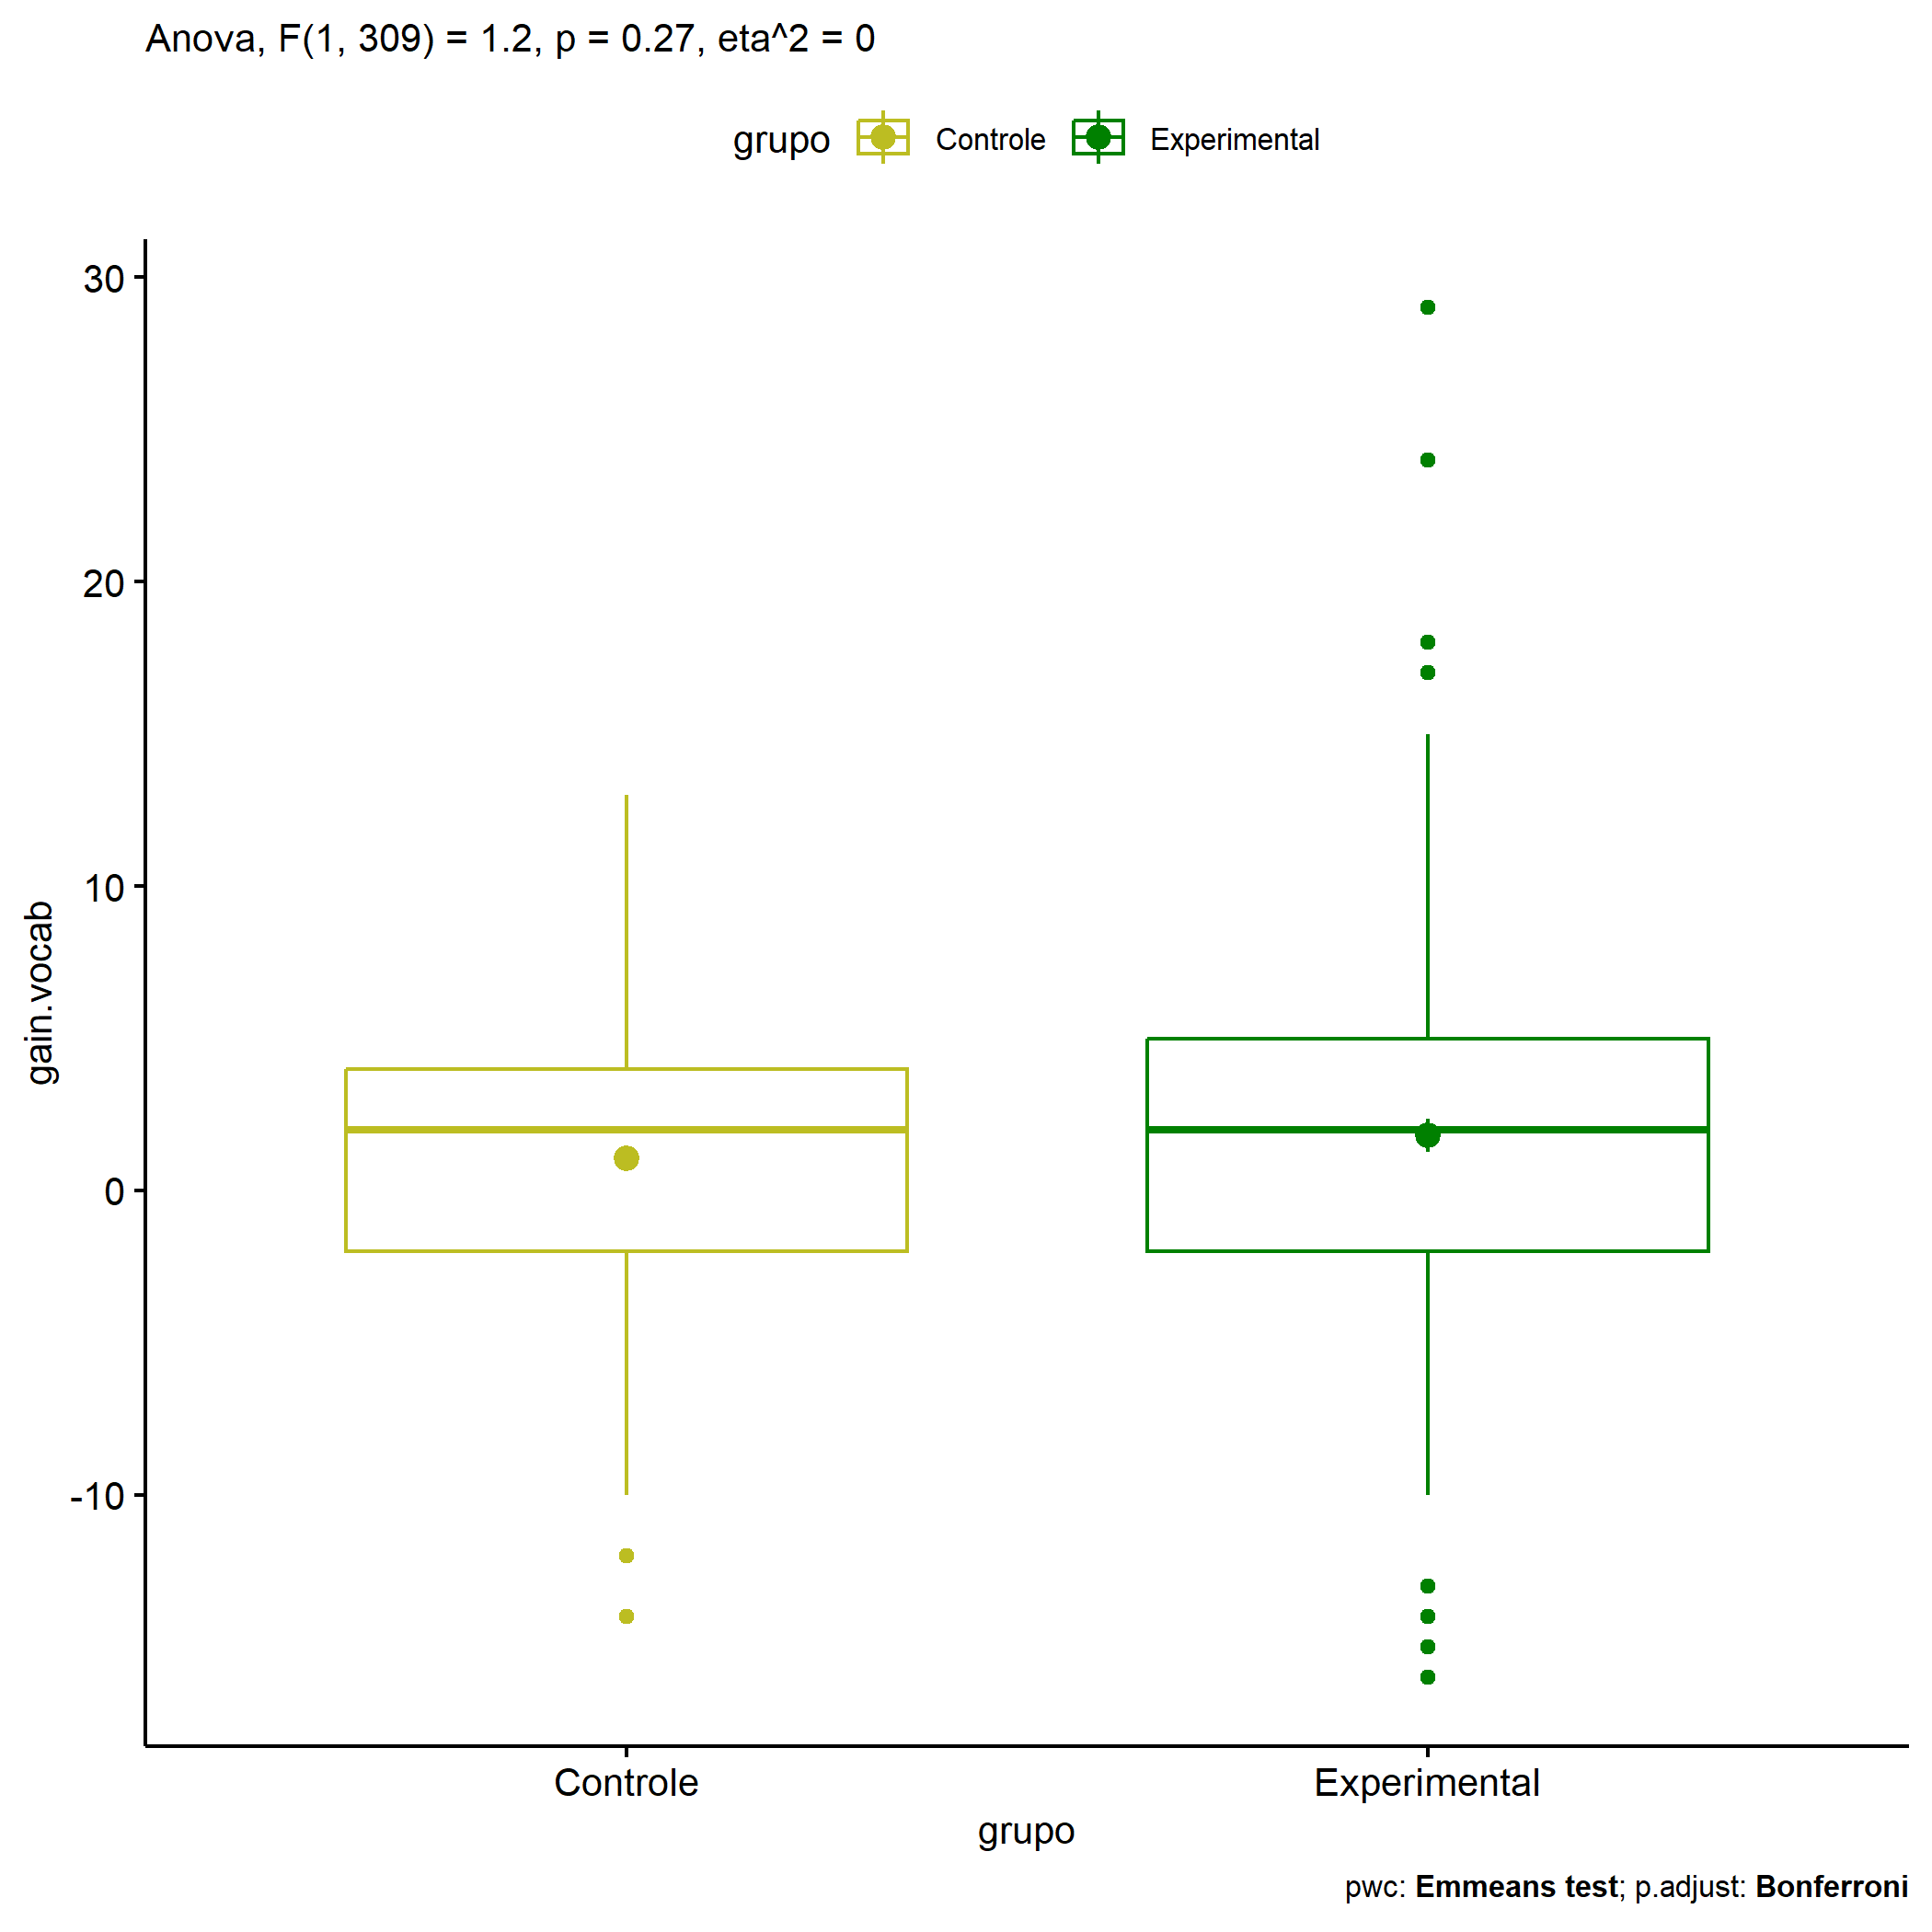 Anova, F(1, 309) = 1.2, p = 0.27, eta^2 = 0
grupo Controle Experimental
30
20
10
0
-10
gain.vocab
Controle Experimental
grupo
pwc: Emmeans test; p.adjust: Bonferroni